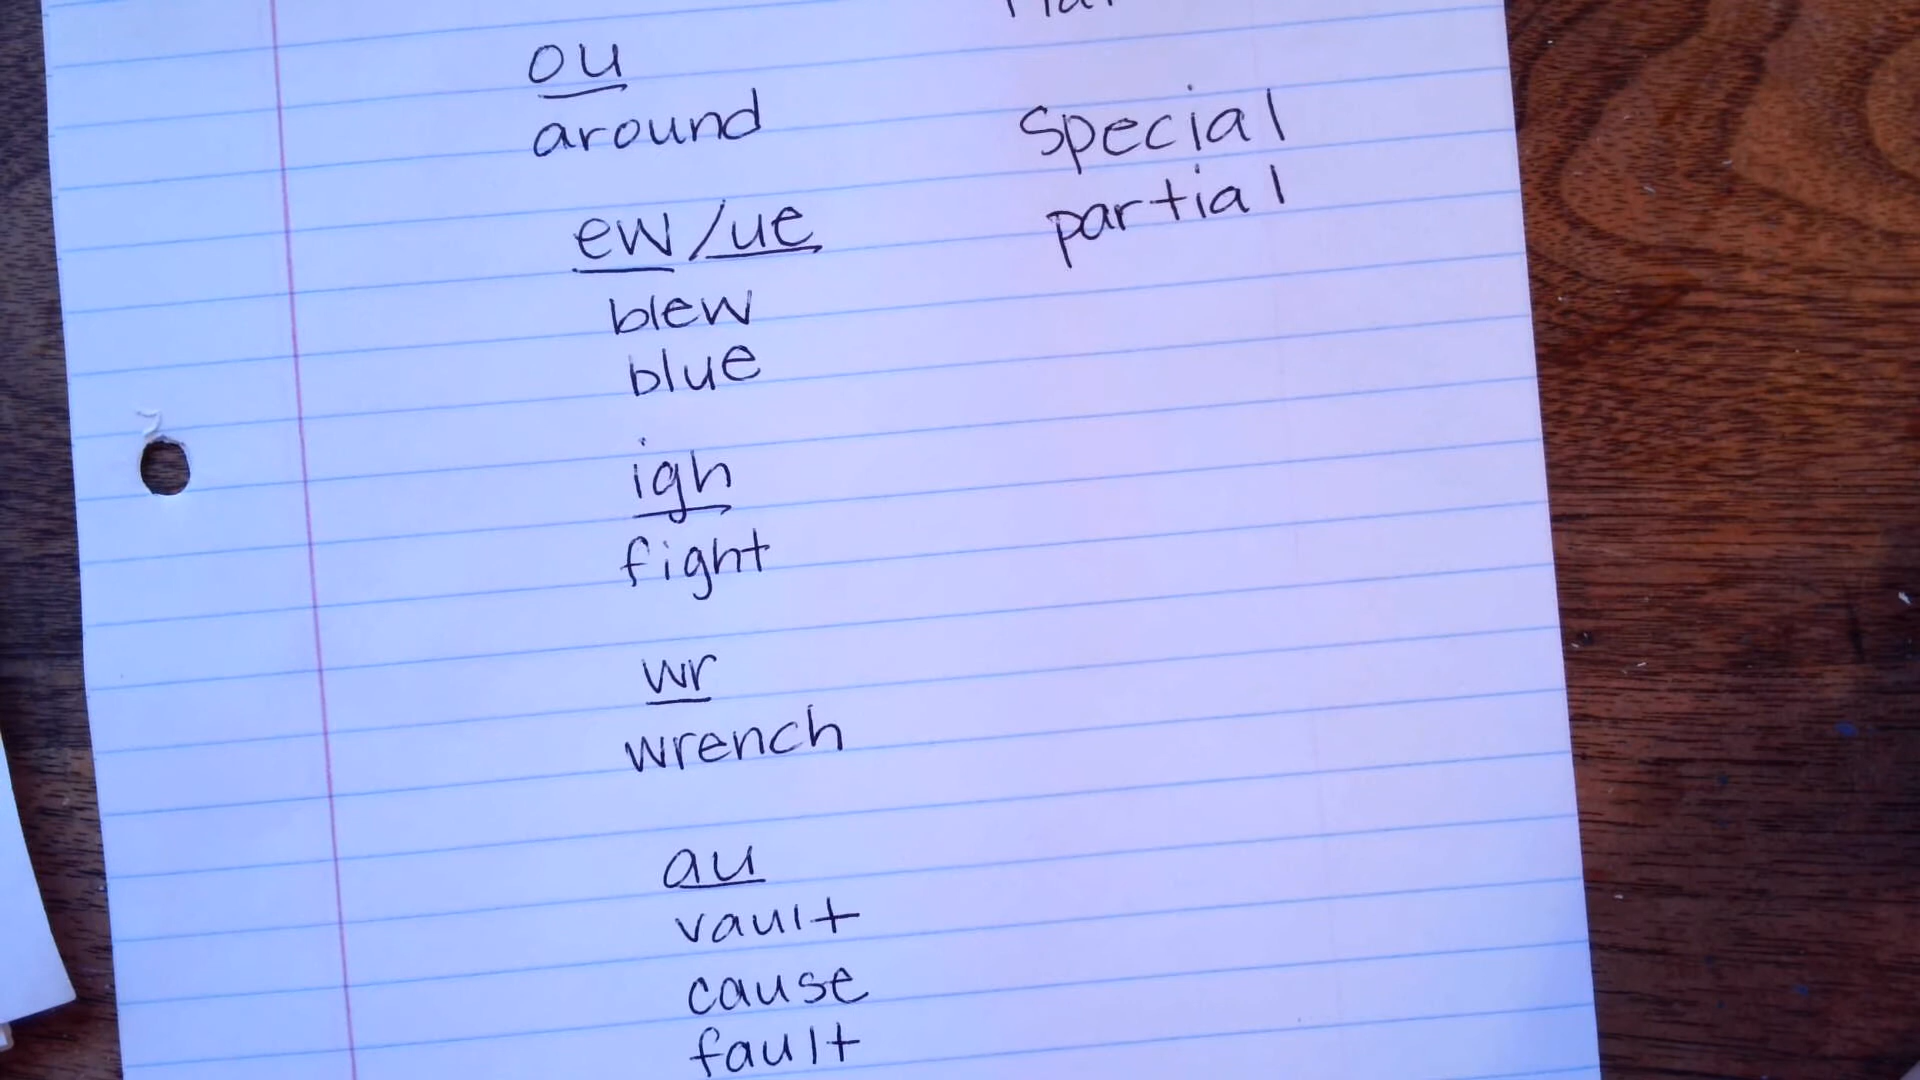 ou
around
ew/ue
blew
blue
igh
fight
wr
wrench
au
vault
cause
fault
special
partial